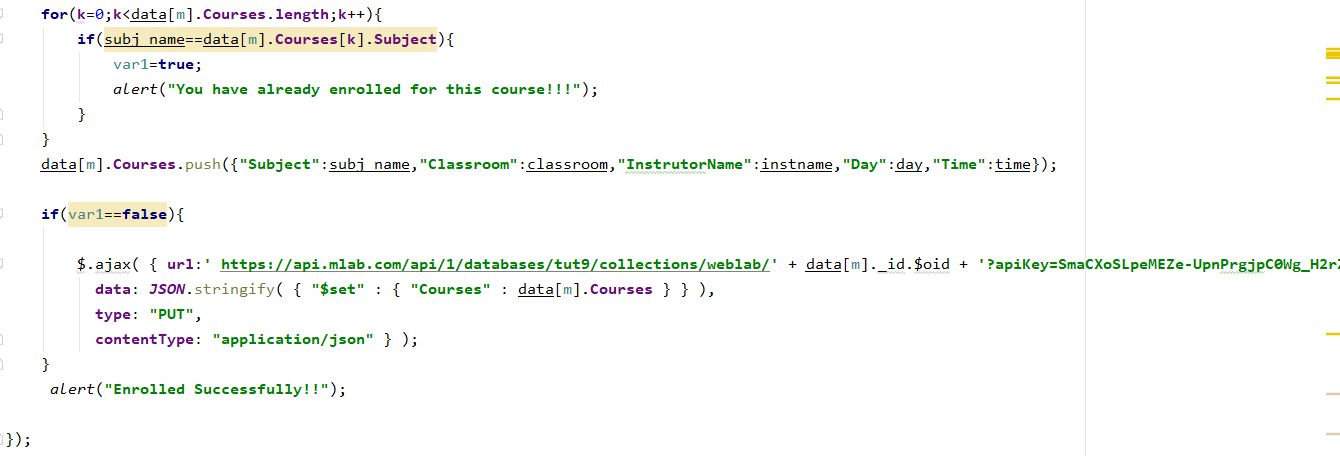 for(k=0;k<data[m].Courses.length;k++){
if(subj_name==data[m].Courses[k].Subject){
var1=true;
alert("You have already enrolled for this course!!!");
}
}
data[m].Courses.push({"Subject":subj_name,"Classroom":classroom,"InstrutorName":instname,"Day":day,"Time":time});
if(var1==false){
$.ajax( { url:' https://api.mlab.com/api/1/databases/tut9/collections/weblab/' + data[m]._id.$oid + '?apiKey=SmaCXoSLpeMEZe-UpnPrgjpC0Wg_H2rZ
data: JSON.stringify( { "$set" : { "Courses" : data[m].Courses } } ),
type: "PUT",
contentType: "application/json" } );
}
alert("Enrolled Successfully!!");
});